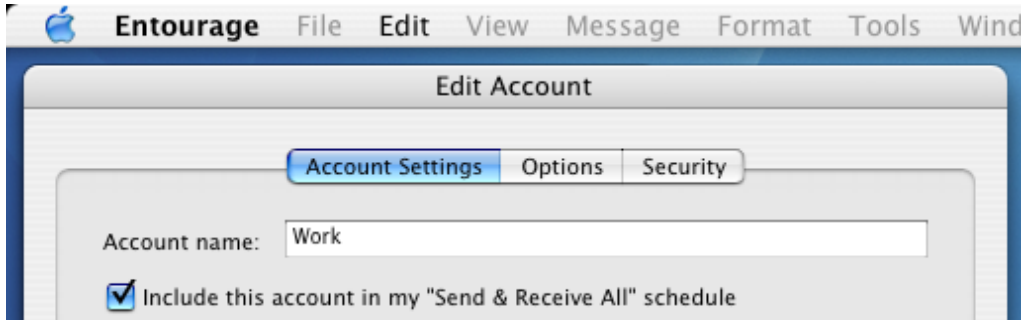 Entourage File Edit View Message Format Tools Wind
Edit Account
Account Settings Options Security
Account name: Work
Include this account in my "Send & Receive All" schedule